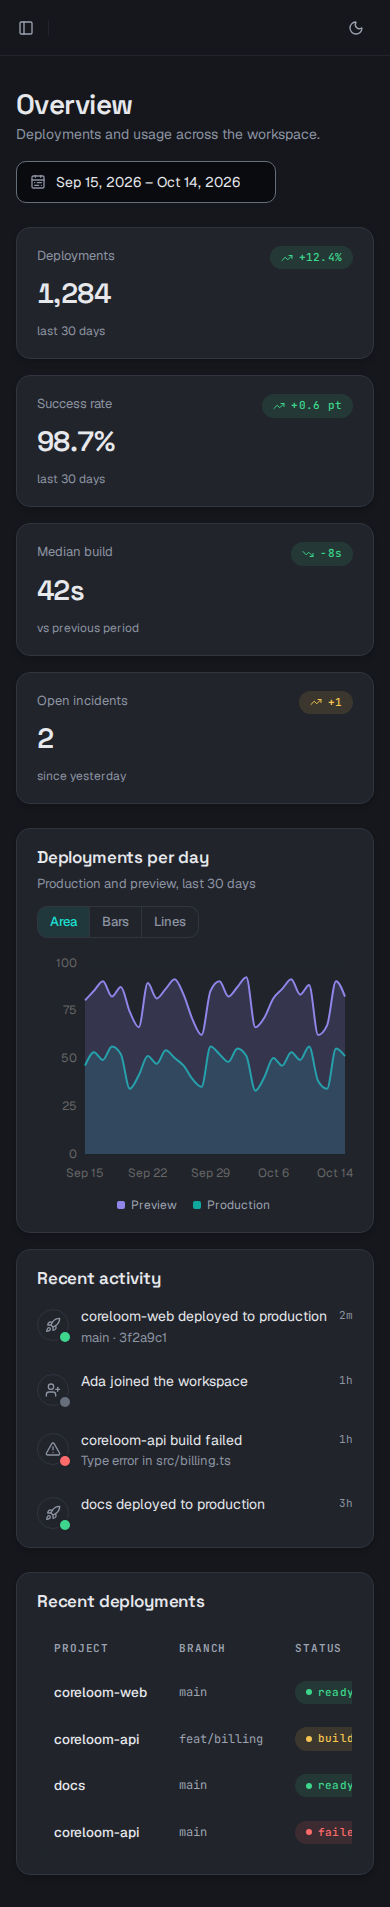 Overview
Deployments and usage across the workspace.
Sep 15, 2026 – Oct 14, 2026
Deployments
+12.4%
1,284
last 30 days
Success rate
+0.6 pt
98.7%
last 30 days
Median build
-8s
42s
vs previous period
Open incidents
+1
2
since yesterday
Deployments per day
Production and preview, last 30 days
Area Bars Lines
100
75
50
25
0
Sep 15 Sep 22 Sep 29 Oct 6 Oct 14
Preview Production
Recent activity
coreloom-web deployed to production 2m
main · 3f2a9c1
Ada joined the workspace 1h
coreloom-api build failed 1h
Type error in src/billing.ts
docs deployed to production 3h
Recent deployments
PROJECT BRANCH STATUS
coreloom-web main ready
coreloom-api feat/billing build
docs main ready
coreloom-api main faile